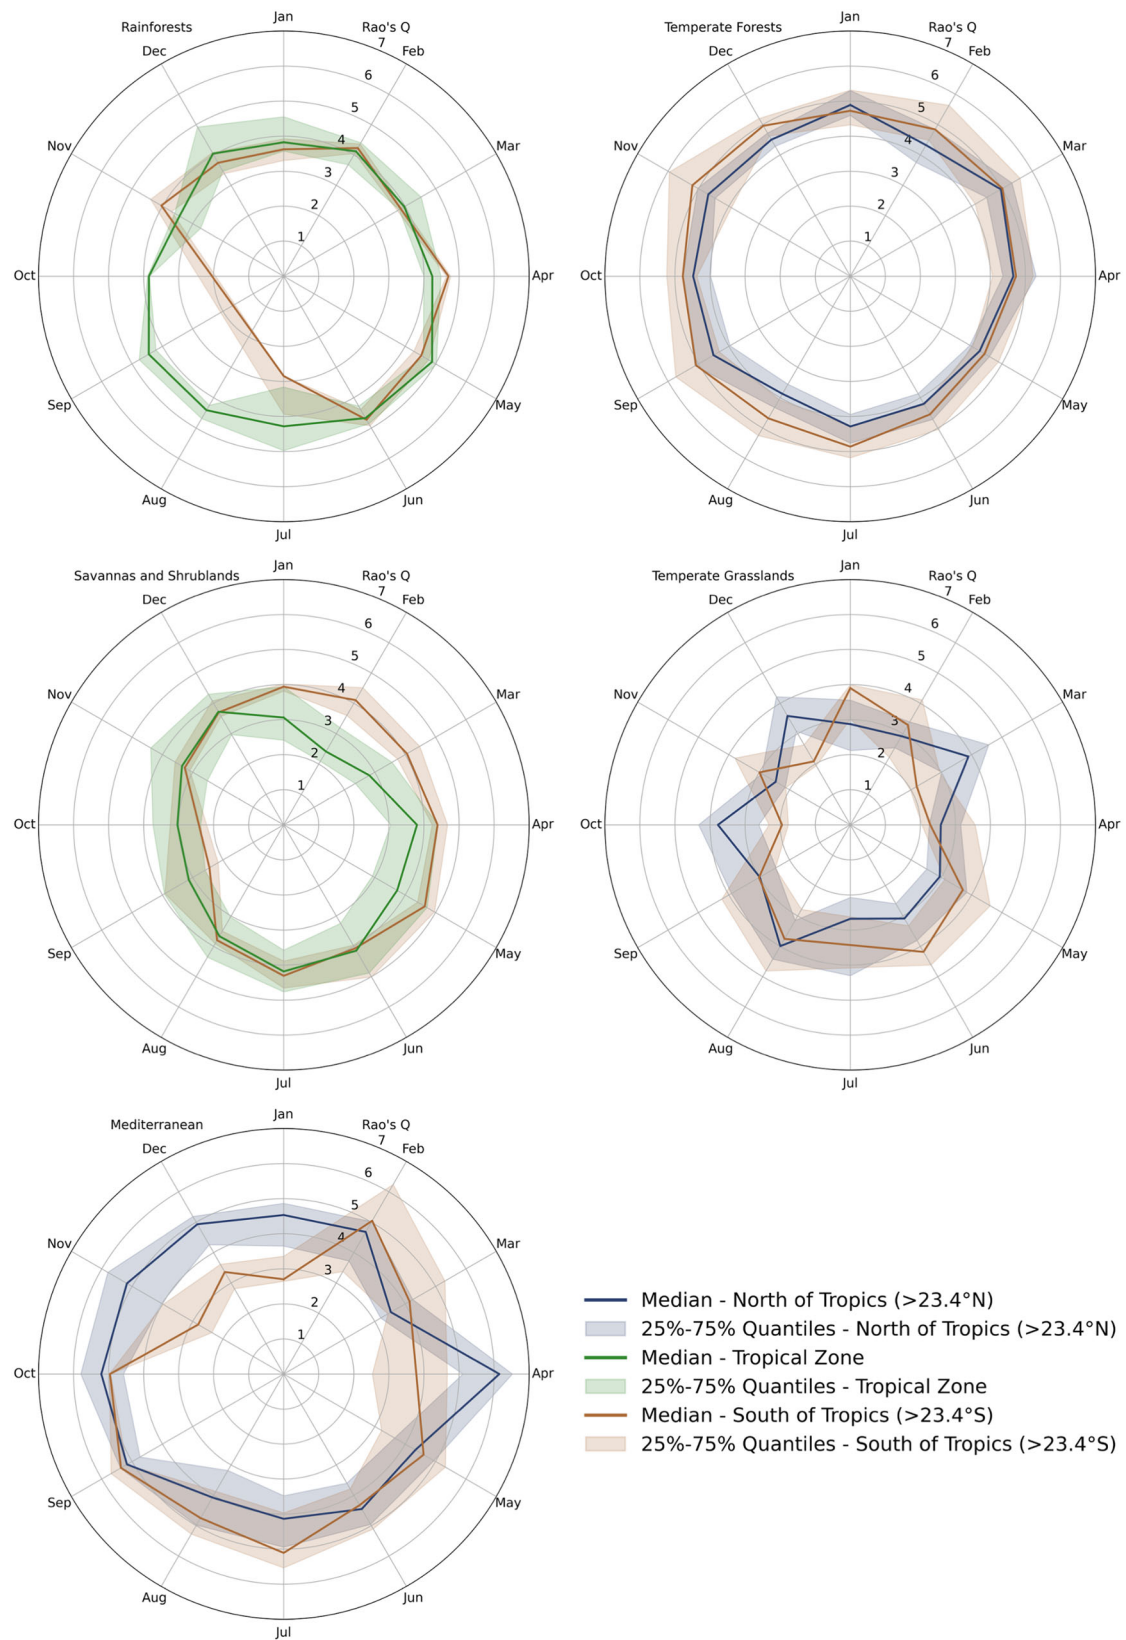 Jan
Rainforests
Rao's Q
Dec
7
Feb
6
5
Nov
4
Mar
3
2
1
Oct
Apr
Sep
May
Aug
Jun
Jul
Jan
Temperate Forests
Rao's Q
Dec
7
Feb
6
5
Nov
4
Mar
3
2
1
Oct
Apr
Sep
May
Aug
Jun
Jul
Jan
Savannas and Shrublands
Rao's Q
Dec
7
Feb
6
5
Nov
4
Mar
3
2
1
Oct
Apr
Sep
May
Aug
Jun
Jul
Jan
Temperate Grasslands
Rao's Q
Dec
7
Feb
6
5
Nov
4
Mar
3
2
1
Oct
Apr
Sep
May
Aug
Jun
Jul
Jan
Mediterranean
Rao's Q
Dec
7
Feb
6
5
Nov
4
Mar
3
2
1
Oct
Apr
Sep
May
Aug
Jun
Jul
Median - North of Tropics (>23.4°N)
25%-75% Quantiles - North of Tropics (>23.4°N)
Median - Tropical Zone
25%-75% Quantiles - Tropical Zone
Median - South of Tropics (>23.4°S)
25%-75% Quantiles - South of Tropics (>23.4°S)